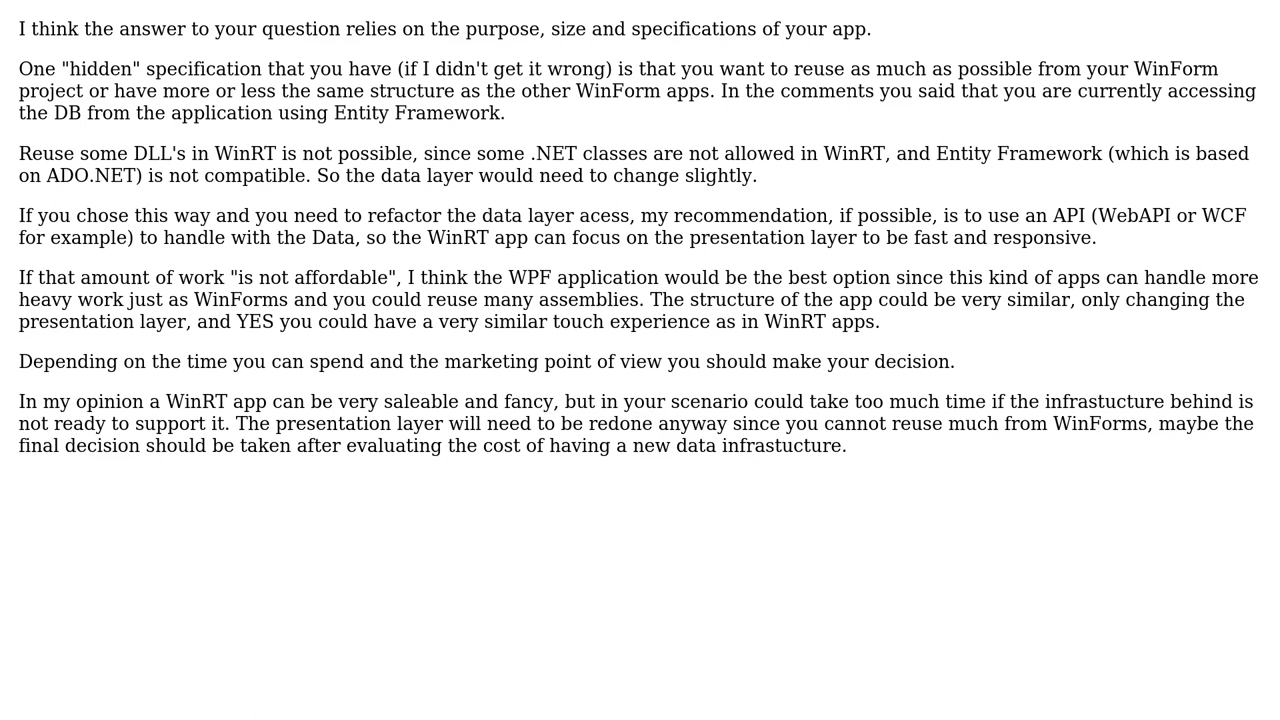 I think the answer to your question relies on the purpose, size and specifications of your app.
One "hidden" specification that you have (if I didn't get it wrong) is that you want to reuse as much as possible from your WinForm
project or have more or less the same structure as the other WinForm apps. In the comments you said that you are currently accessing
the DB from the application using Entity Framework.
Reuse some DLL's in WinRT is not possible, since some .NET classes are not allowed in WinRT, and Entity Framework (which is based
on ADO.NET) is not compatible. So the data layer would need to change slightly.
If you chose this way and you need to refactor the data layer acess, my recommendation, if possible, is to use an API (WebAPI or WCF
for example) to handle with the Data, so the WinRT app can focus on the presentation layer to be fast and responsive.
If that amount of work "is not affordable", I think the WPF application would be the best option since this kind of apps can handle more
heavy work just as WinForms and you could reuse many assemblies. The structure of the app could be very similar, only changing the
presentation layer, and YES you could have a very similar touch experience as in WinRT apps.
Depending on the time you can spend and the marketing point of view you should make your decision.
In my opinion a WinRT app can be very saleable and fancy, but in your scenario could take too much time if the infrastucture behind is
not ready to support it. The presentation layer will need to be redone anyway since you cannot reuse much from WinForms, maybe the
final decision should be taken after evaluating the cost of having a new data infrastucture.